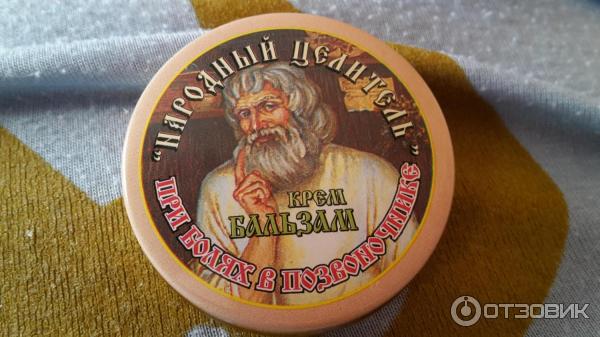 "НАРОДНЫЙ ЦЕЛИТЕЛЬ"
КРЕМ
БАЛЬЗАМ
ПРИ БОЛЯХ В ПОЗВОНОЧНИКЕ
ОТЗОВИК